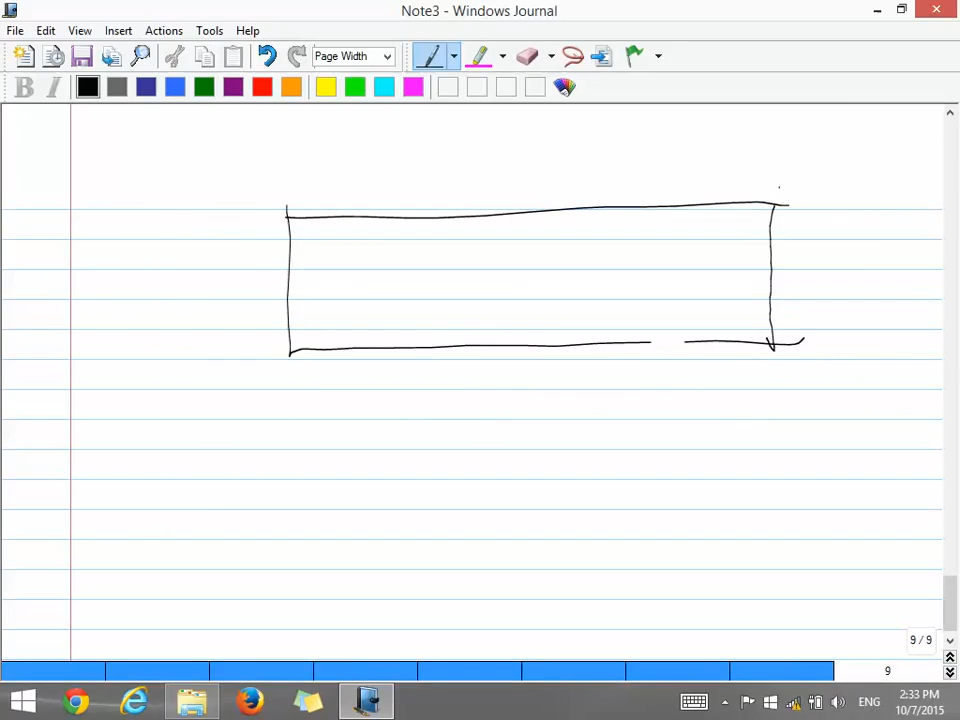 Note3 - Windows Journal
File Edit View Insert Actions Tools Help
Page Width
B I
9 / 9
9
ENG
2:33 PM
10/7/2015